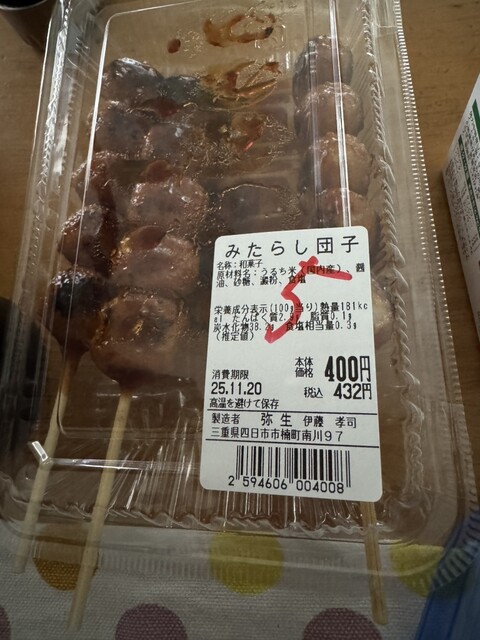 みたらし団子
名称：和菓子
原材料名：うるち米（国内産）、醤
油、砂糖、澱粉、食塩
5
栄養成分表示（100g当り）熱量181kc
al たんぱく質2. 脂質0.1g
炭水化物38. 食塩相当量0.3g
（推定値）
本体
価格 400円
消費期限
25.11.20 税込 432円
高温を避けて保存
製造者 弥生 伊藤 孝司
三重県四日市市楠町南川97
2 594606 004008